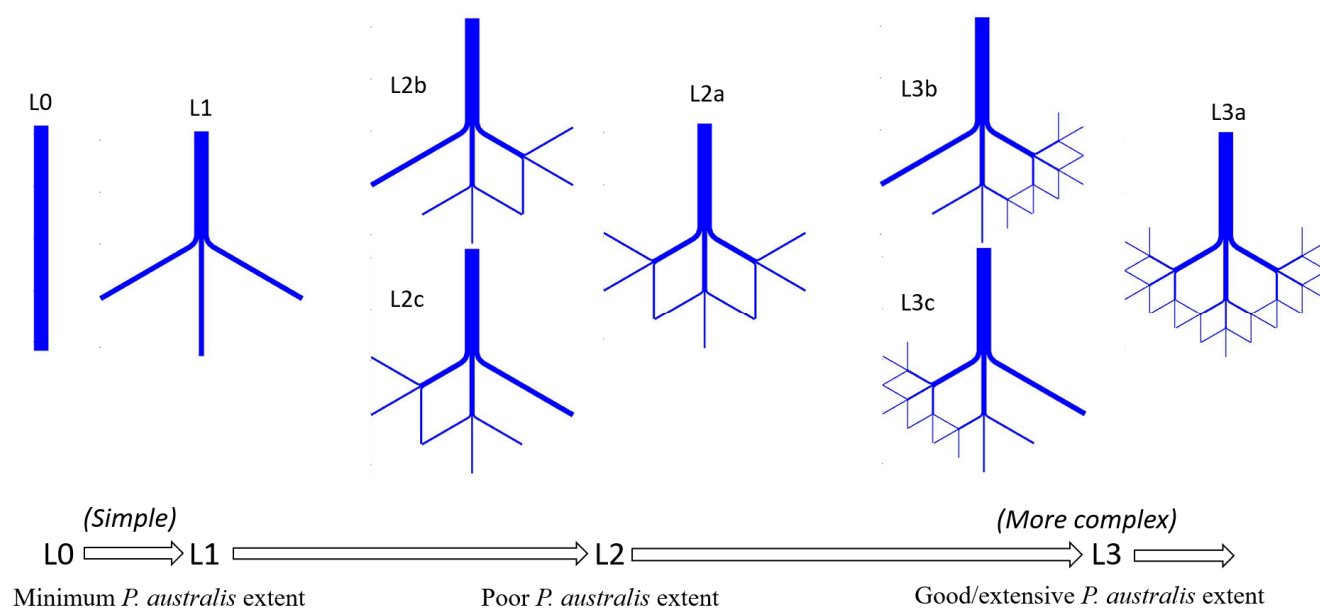 L0
L1
L2b
L2c
L2a
L3b
L3c
L3a
(Simple)
(More complex)
L0 L1 L2 L3
Minimum P. australis extent
Poor P. australis extent
Good/extensive P. australis extent